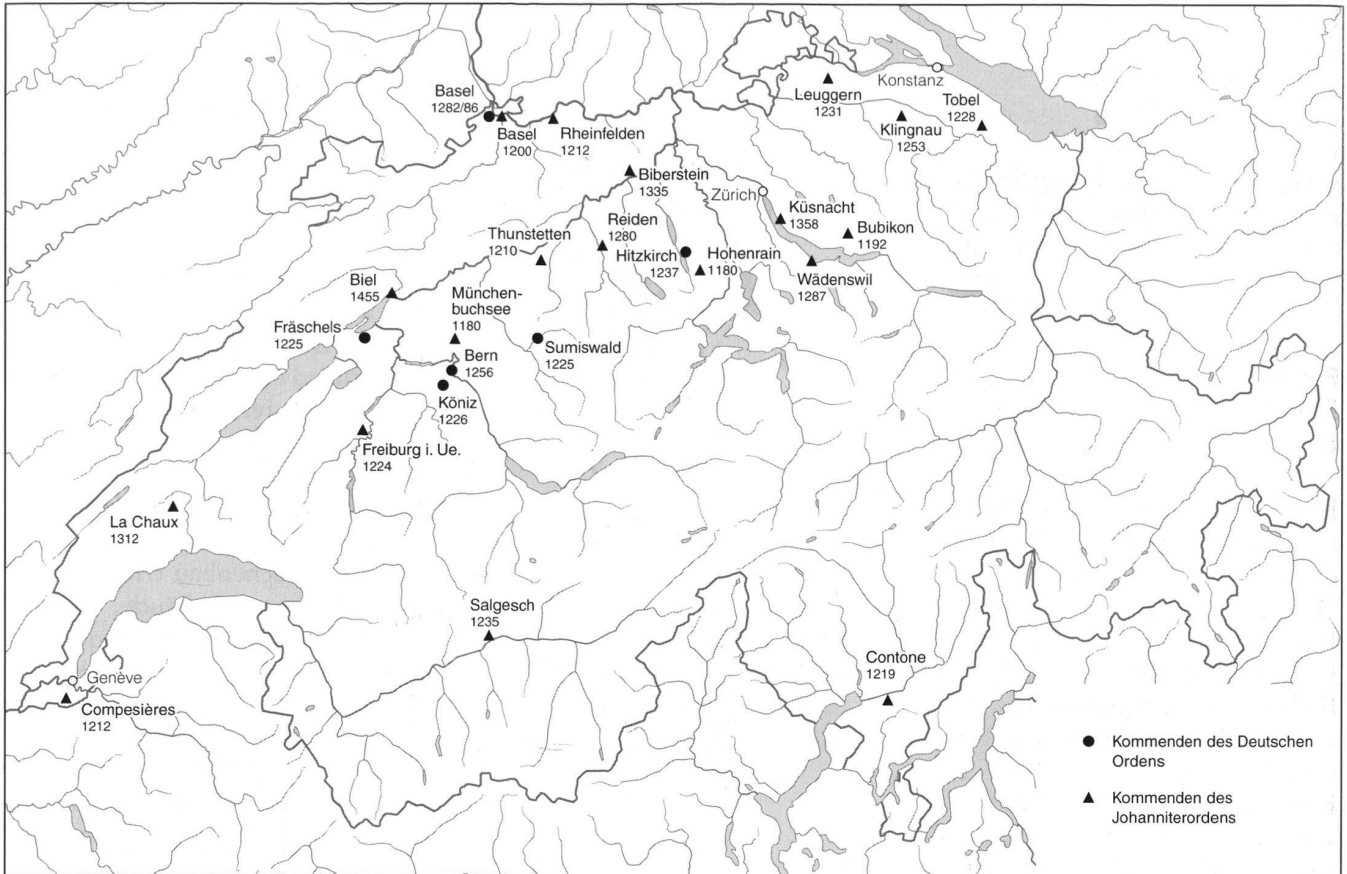 Basel
1282/86
Basel
1200
Rheinfelden
1212
Leuggern
1231
Konstanz
Klingnau
1253
Tobel
1228
Biberstein
1335
Zürich
Küsnacht
1358
Bubikon
1192
Wädenswil
1287
Reiden
1280
Hitzkirch
1237
Hohenrain
1180
Thunstetten
1210
Biel
1455
München-
buchsee
1180
Fräschels
1225
Bern
1256
Sumiswald
1225
Köniz
1226
Freiburg i. Ue.
1224
La Chaux
1312
Salgesch
1235
Genève
Compesières
1212
Contone
1219
Kommenden des Deutschen
Ordens
Kommenden des
Johanniterordens